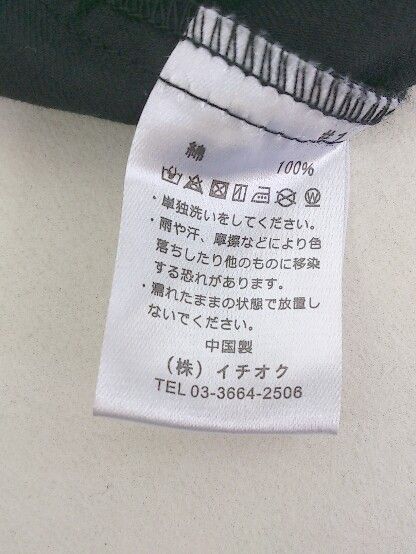 綿 100%
・単独洗いをしてください。
・雨や汗、摩擦などにより色
落ちしたり他のものに移染
する恐れがあります。
・濡れたままの状態で放置し
ないでください。
中国製
（株）イチオク
TEL 03-3664-2506